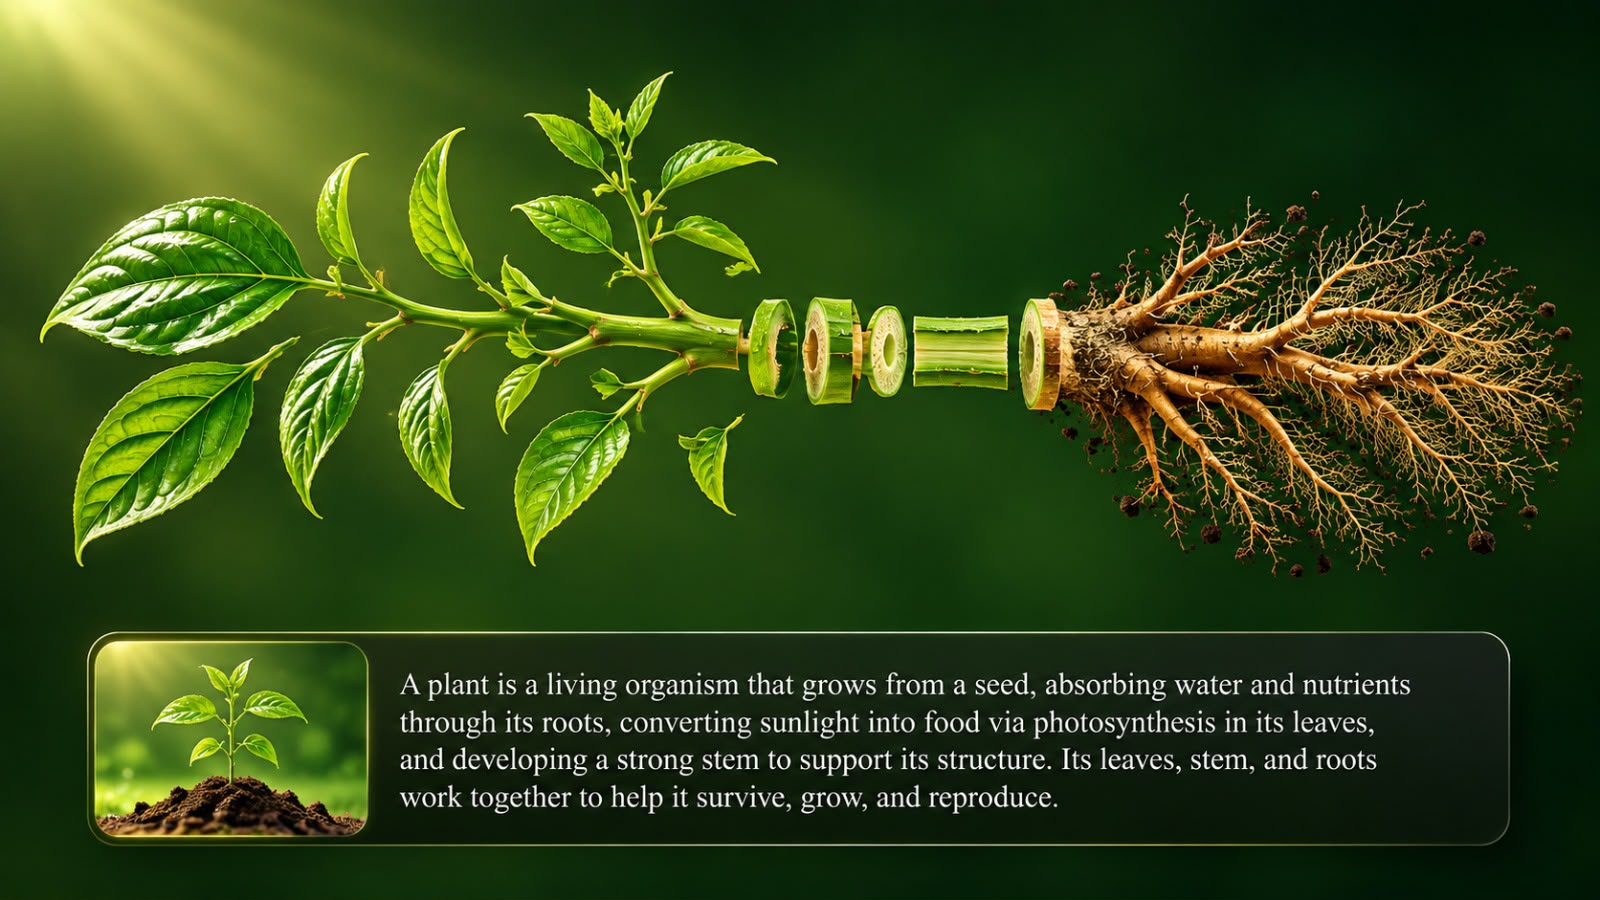 A plant is a living organism that grows from a seed, absorbing water and nutrients
through its roots, converting sunlight into food via photosynthesis in its leaves,
and developing a strong stem to support its structure. Its leaves, stem, and roots
work together to help it survive, grow, and reproduce.